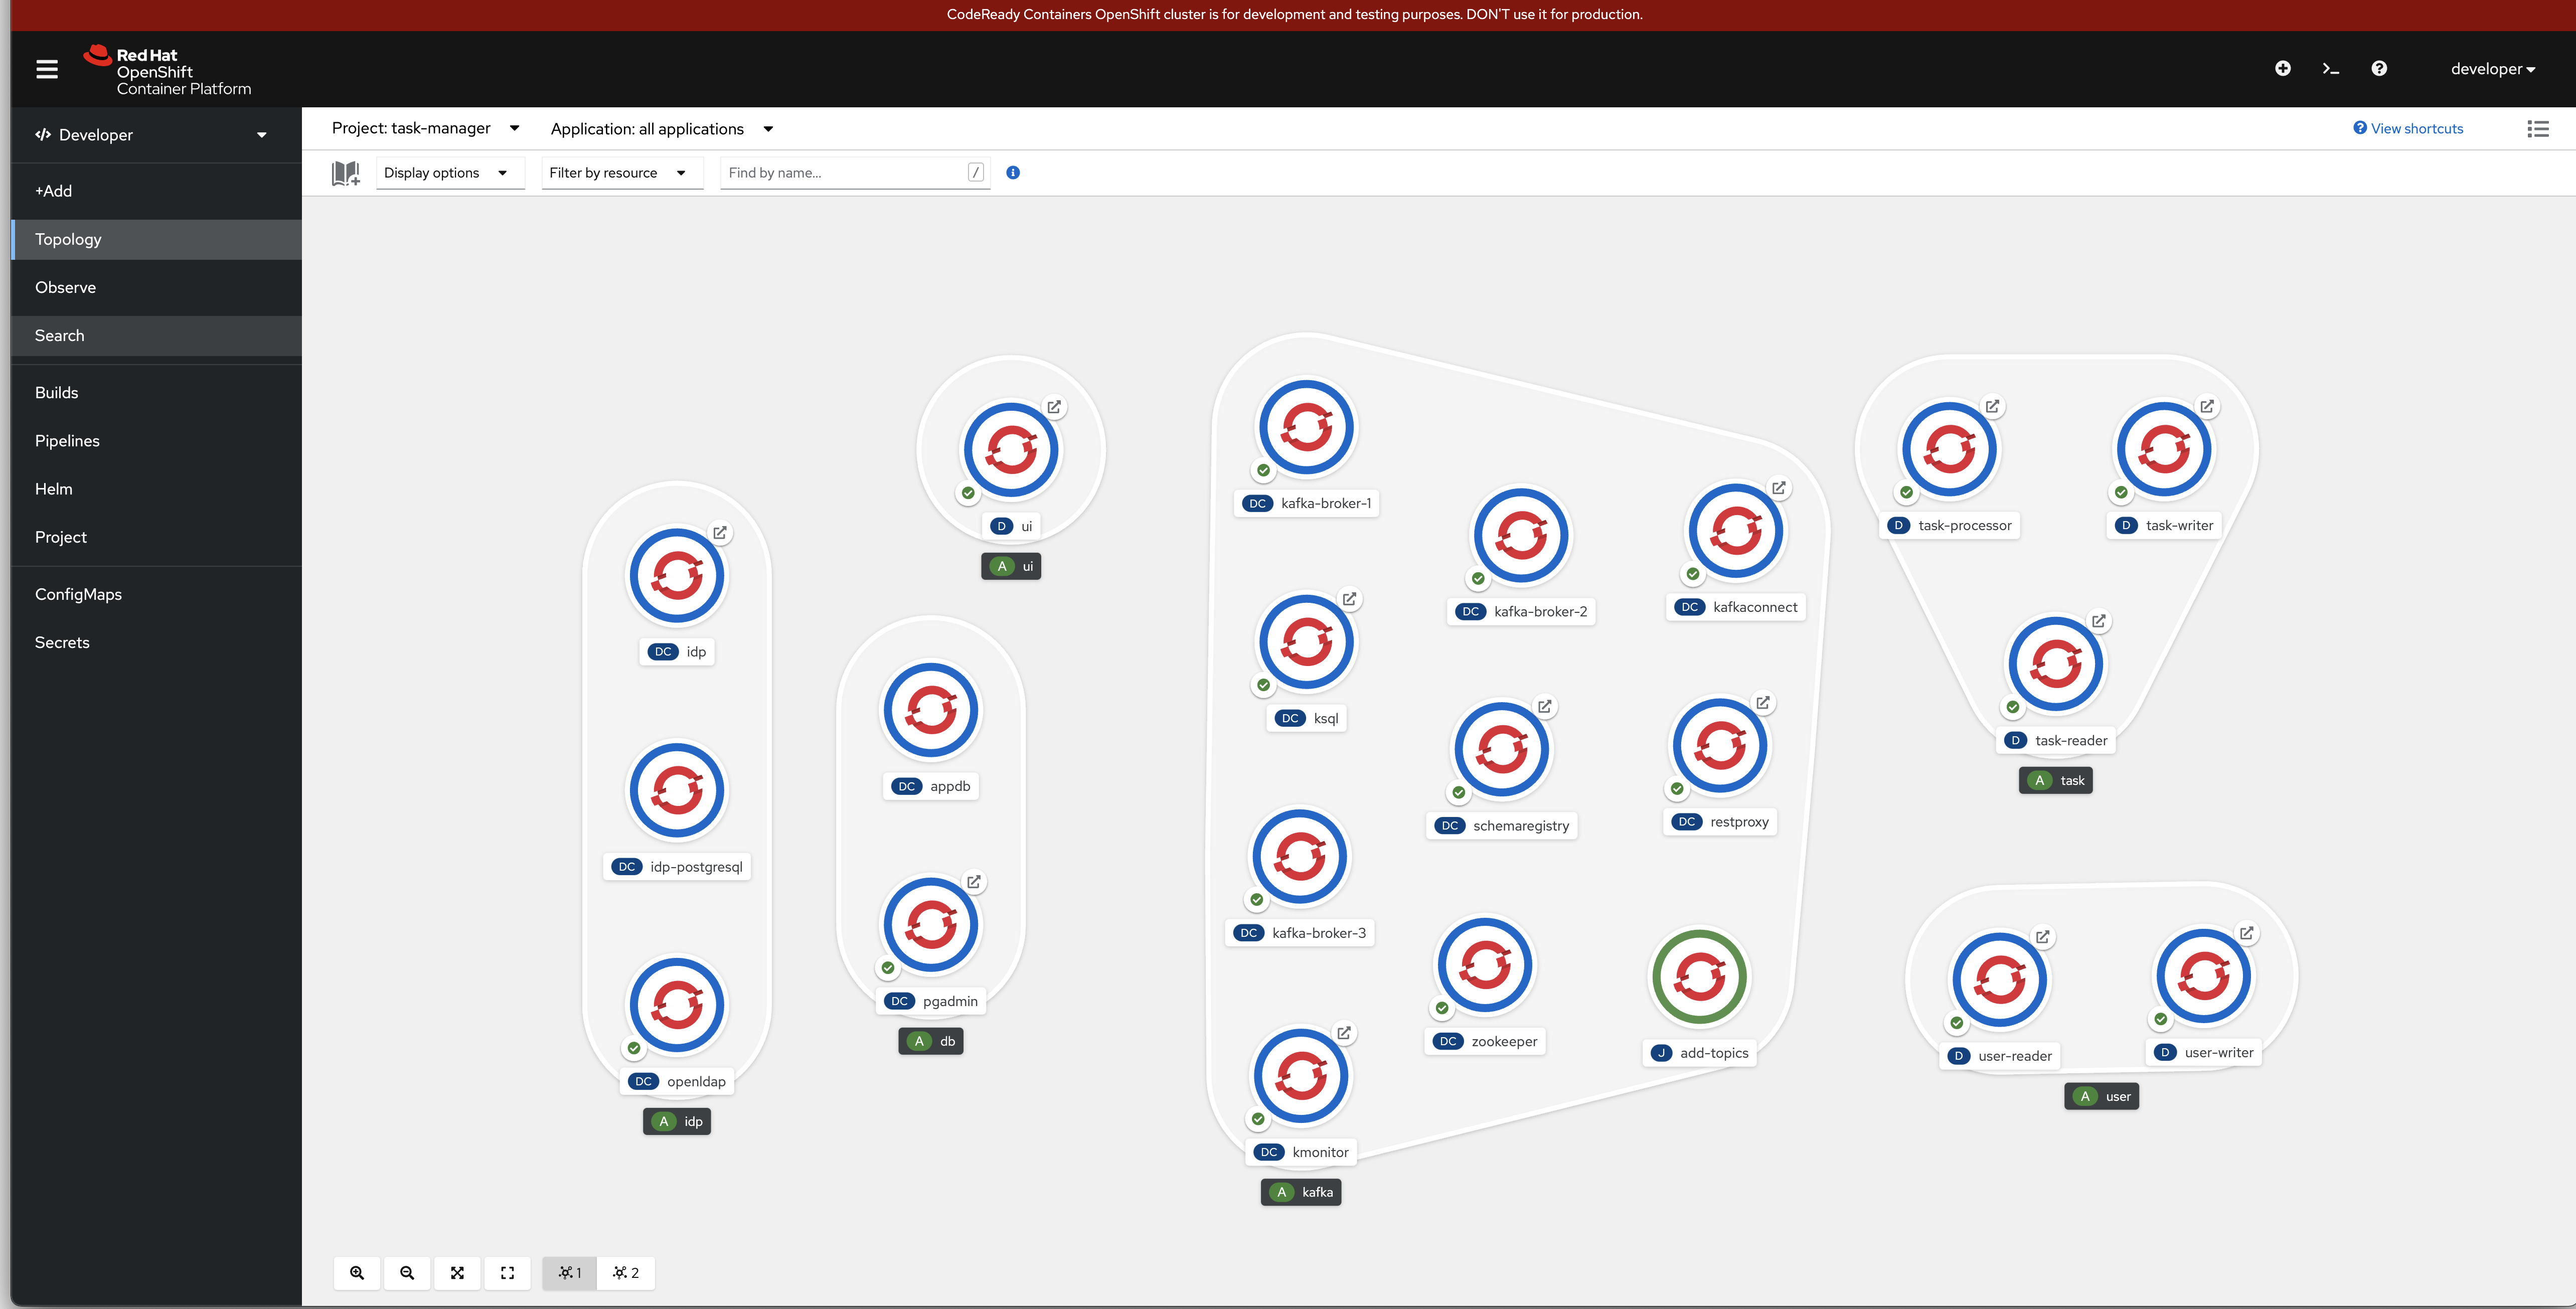 CodeReady Containers OpenShift cluster is for development and testing purposes. DON'T use it for production.
Red Hat
OpenShift
Container Platform
developer
Developer
Project: task-manager
Application: all applications
View shortcuts
Display options
Filter by resource
Find by name...
/
+Add
Topology
Observe
Search
Builds
Pipelines
Helm
Project
ConfigMaps
Secrets
DC idp
DC idp-postgresql
DC openldap
A idp
D ui
A ui
DC appdb
DC pgadmin
A db
DC kafka-broker-1
DC kafka-broker-2
DC kafkaconnect
DC ksql
DC schemaregistry
DC restproxy
DC kafka-broker-3
DC zookeeper
J add-topics
DC kmonitor
A kafka
D task-processor
D task-writer
D task-reader
A task
D user-reader
D user-writer
A user
1
2